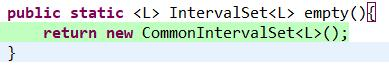 public static <L> IntervalSet<L> empty(){
return new CommonIntervalSet<L>();
}